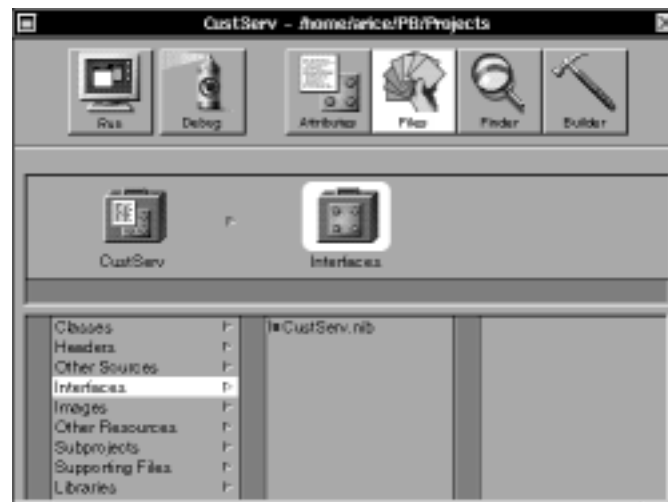 CustServ – /home/arice/PB/Projects
Run Debug Attributes Files Finder Builder
CustServ Interfaces
Classes
CustServ.nib
Headers
Other Sources
Interfaces
Images
Other Resources
Subprojects
Supporting Files
Libraries